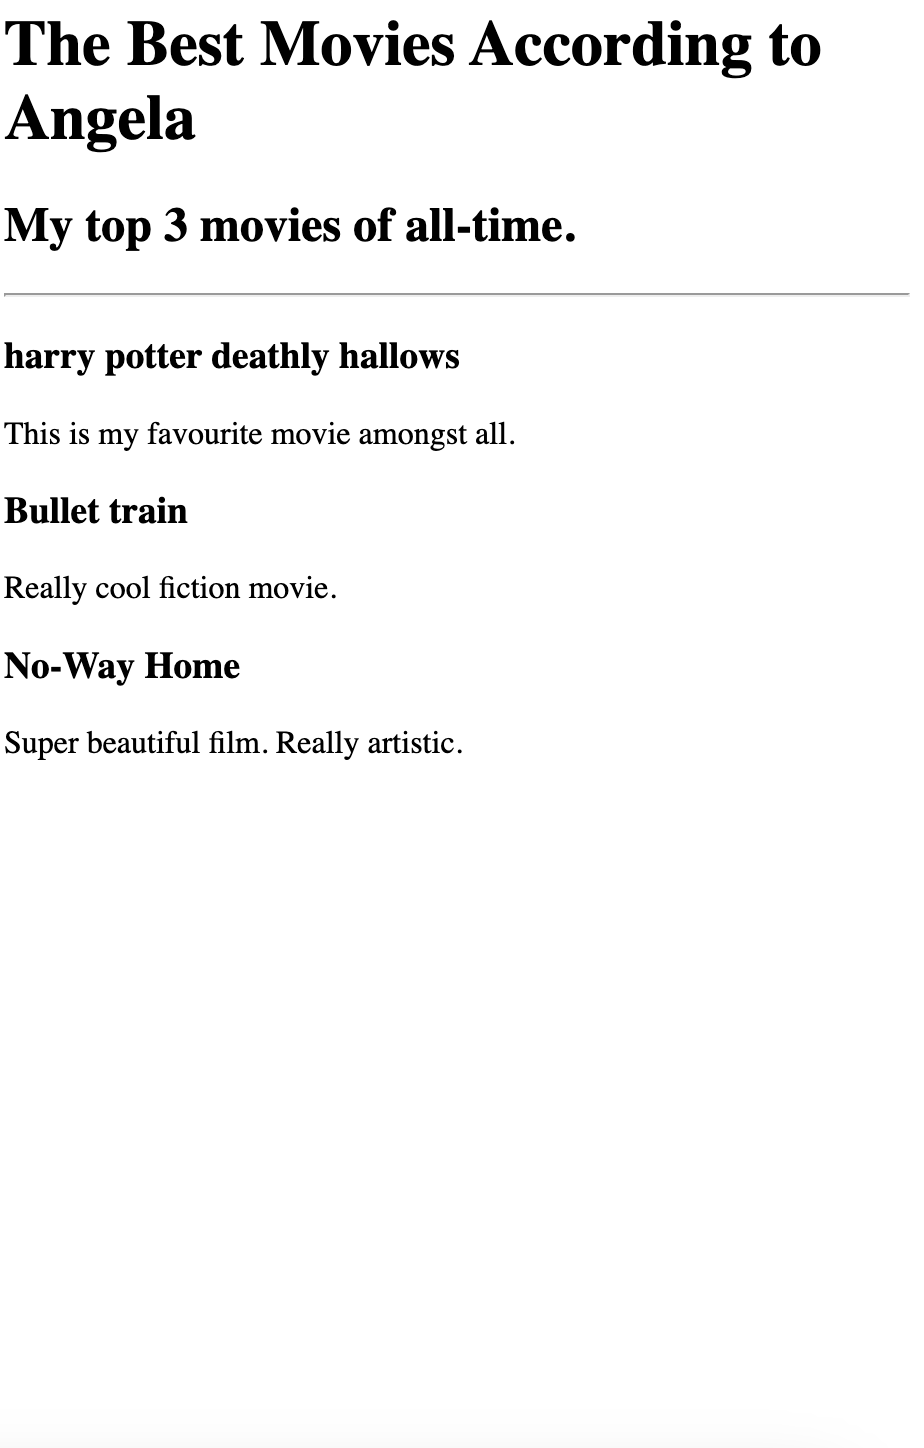 The Best Movies According to
Angela
My top 3 movies of all-time.
harry potter deathly hallows
This is my favourite movie amongst all.
Bullet train
Really cool fiction movie.
No-Way Home
Super beautiful film. Really artistic.